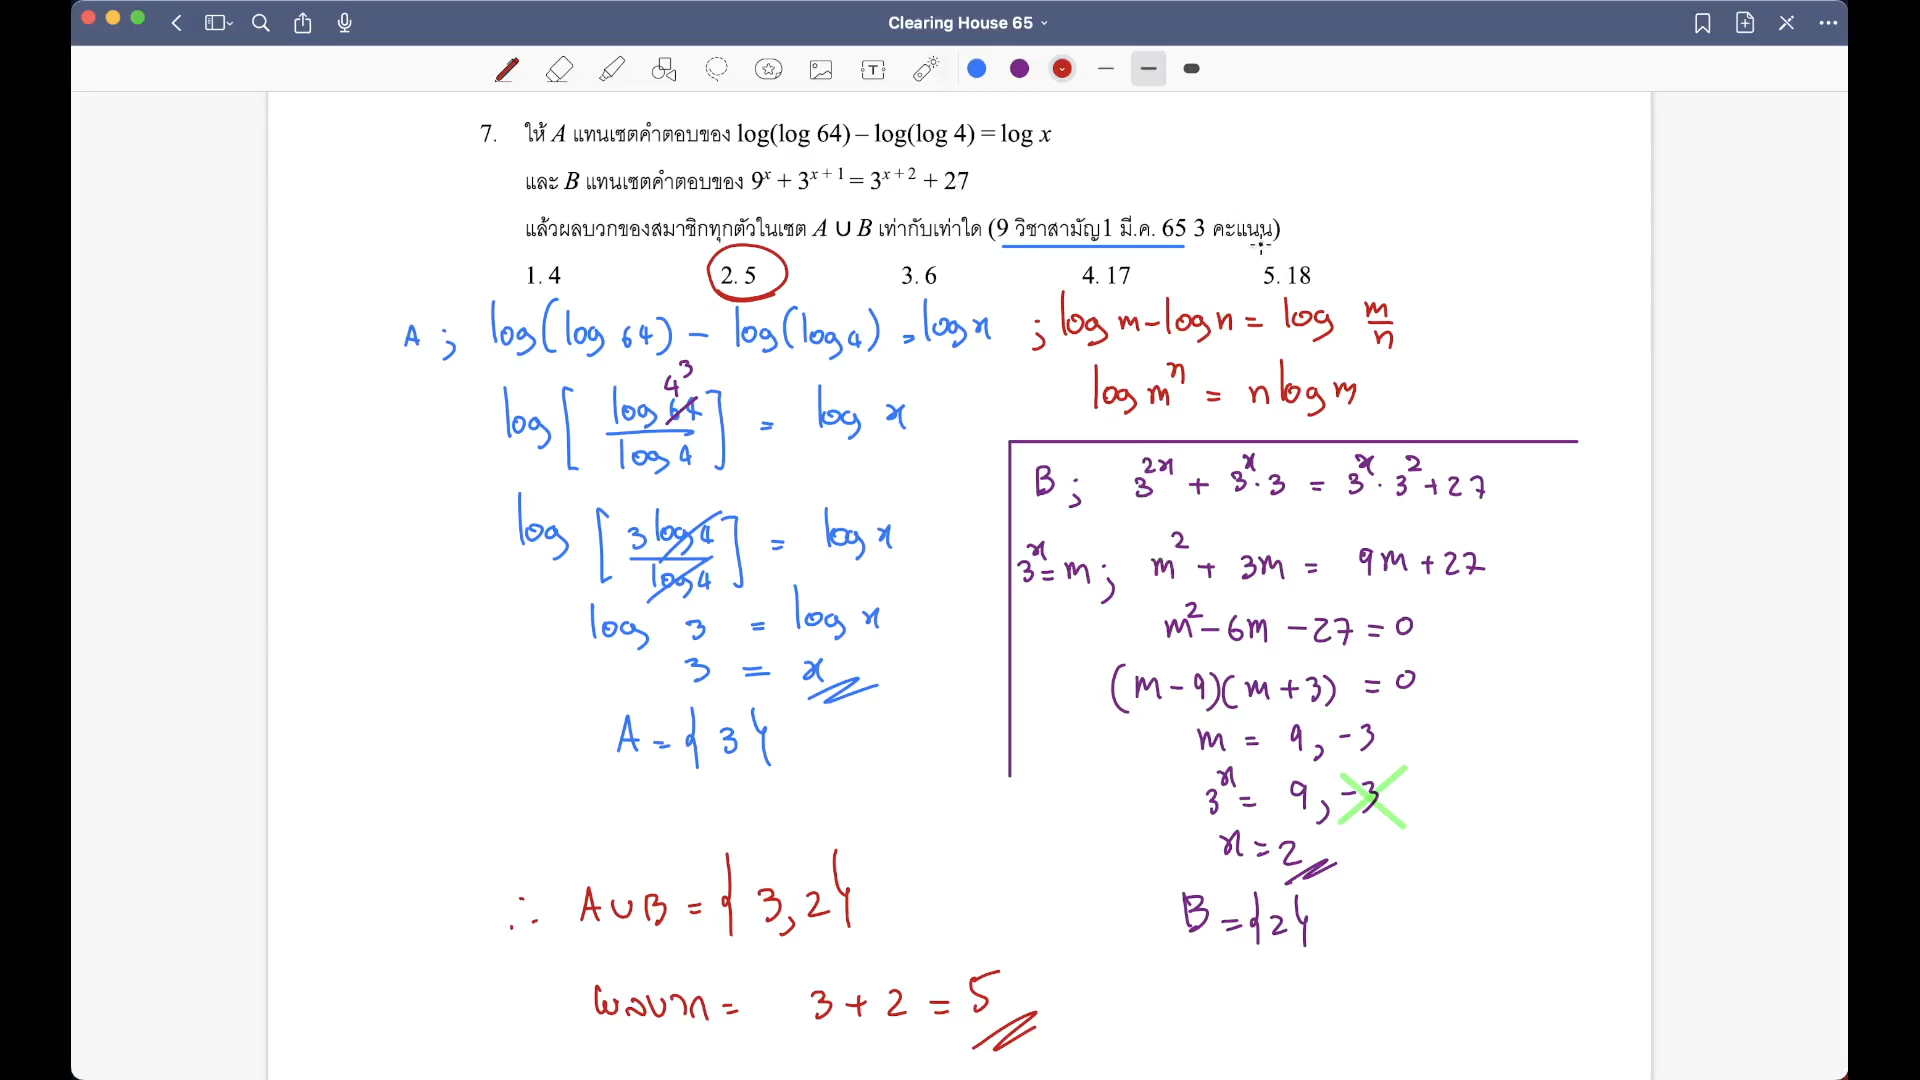 Clearing House 65
7. ให้ A แทนเซตคำตอบของ log(log 64) – log(log 4) = log x
และ B แทนเซตคำตอบของ 9^x + 3^(x + 1) = 3^(x + 2) + 27
แล้วผลบวกของสมาชิกทุกตัวในเซต A ∪ B เท่ากับเท่าใด (9 วิชาสามัญ1 มี.ค. 65 3 คะแนน)
1. 4 2. 5 3. 6 4. 17 5. 18
A ; log(log 64) - log(log 4) = log x
log [ log 64 / log 4 ] = log x
4^3
log [ 3 log 4 / log 4 ] = log x
log 3 = log x
3 = x
A = {3}
; log m - log n = log m/n
log m^n = n log m
B ; 3^2x + 3^x · 3 = 3^x · 3^2 + 27
3^x = m ; m^2 + 3m = 9m + 27
m^2 - 6m - 27 = 0
(m - 9)(m + 3) = 0
m = 9, -3
3^x = 9, -3
x = 2
B = {2}
∴ A ∪ B = {3, 2}
ผลบวก = 3 + 2 = 5